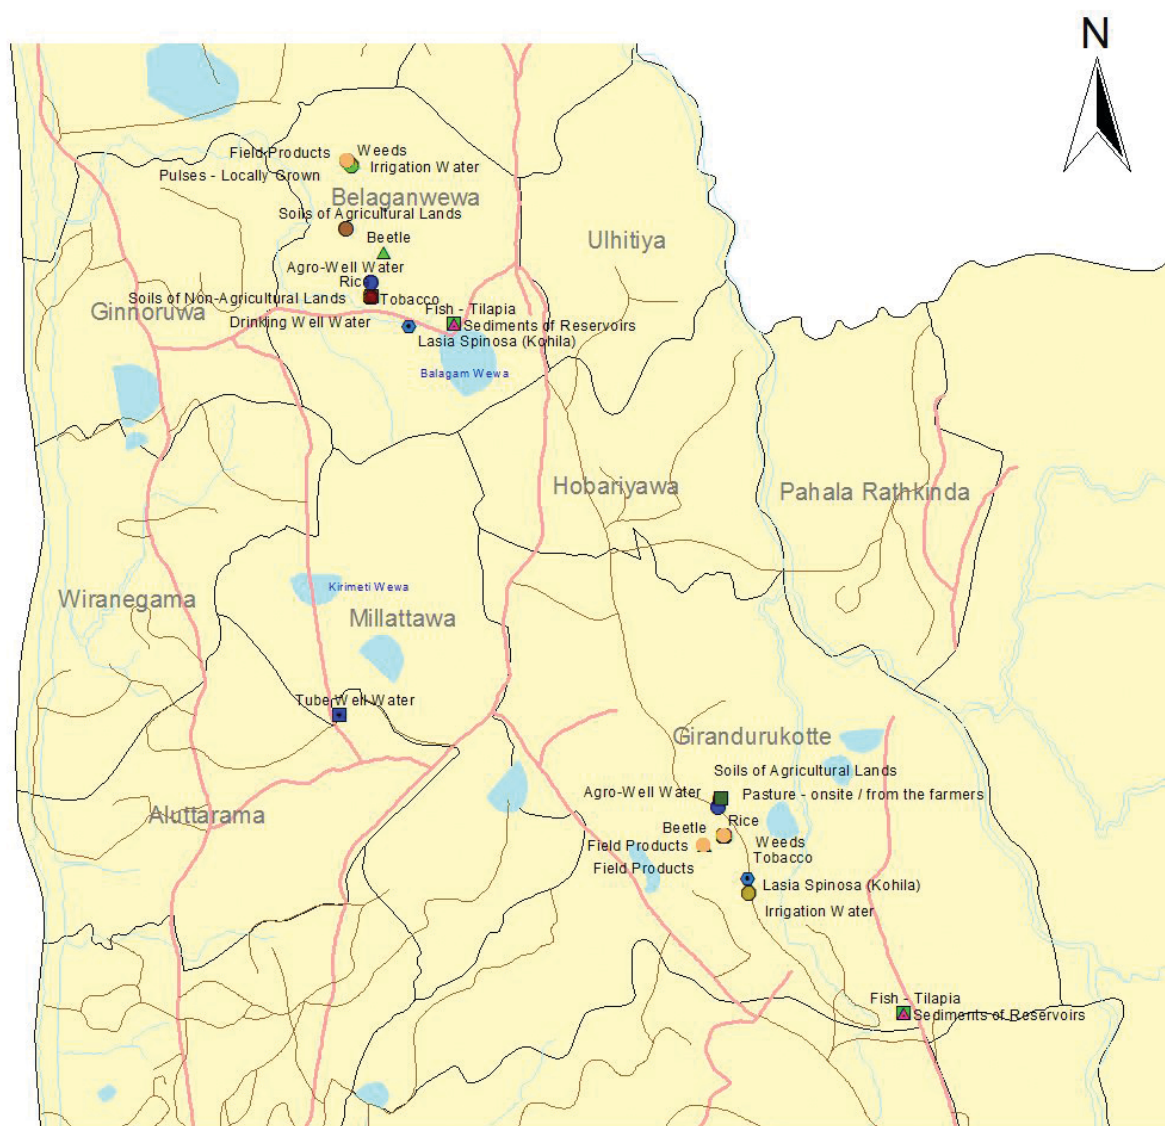 N
Weeds
Field Products
Irrigation Water
Pulses - Locally Grown
Belaganwewa
Soils of Agricultural Lands
Beetle
Ulhitiya
Agro-Well Water
Rice
Soils of Non-Agricultural Lands
Tobacco
Ginnoruwa
Fish - Tilapia
Drinking Well Water
Sediments of Reservoirs
Lasia Spinosa (Kohila)
Balagam Wewa
Hobariyawa
Pahala Rathkinda
Kirimeti Wewa
Wiranegama
Millattawa
Tube Well Water
Girandurukotte
Soils of Agricultural Lands
Agro-Well Water
Pasture - onsite / from the farmers
Aluttarama
Rice
Beetle
Field Products
Weeds
Tobacco
Field Products
Lasia Spinosa (Kohila)
Irrigation Water
Fish - Tilapia
Sediments of Reservoirs